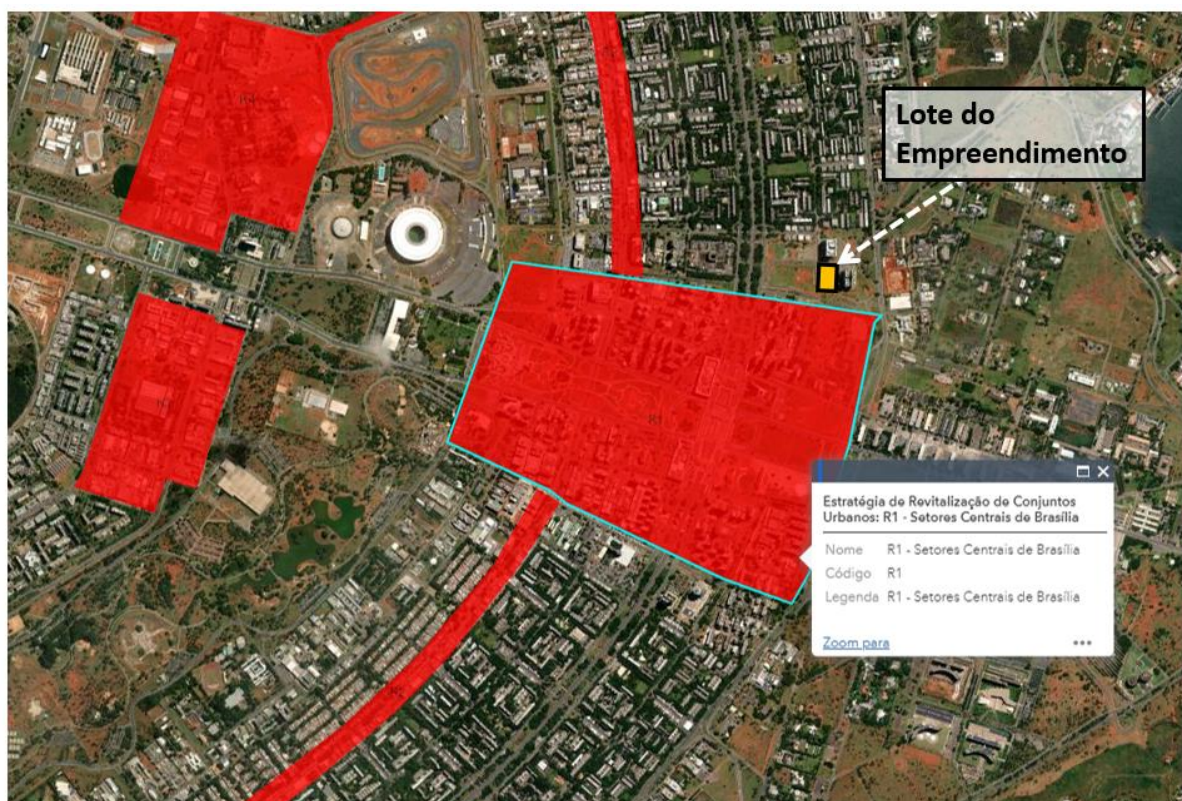 Lote do
Empreendimento
R1
Estratégia de Revitalização de Conjuntos
Urbanos: R1 - Setores Centrais de Brasília
Nome R1 - Setores Centrais de Brasília
Código R1
Legenda R1 - Setores Centrais de Brasília
Zoom para